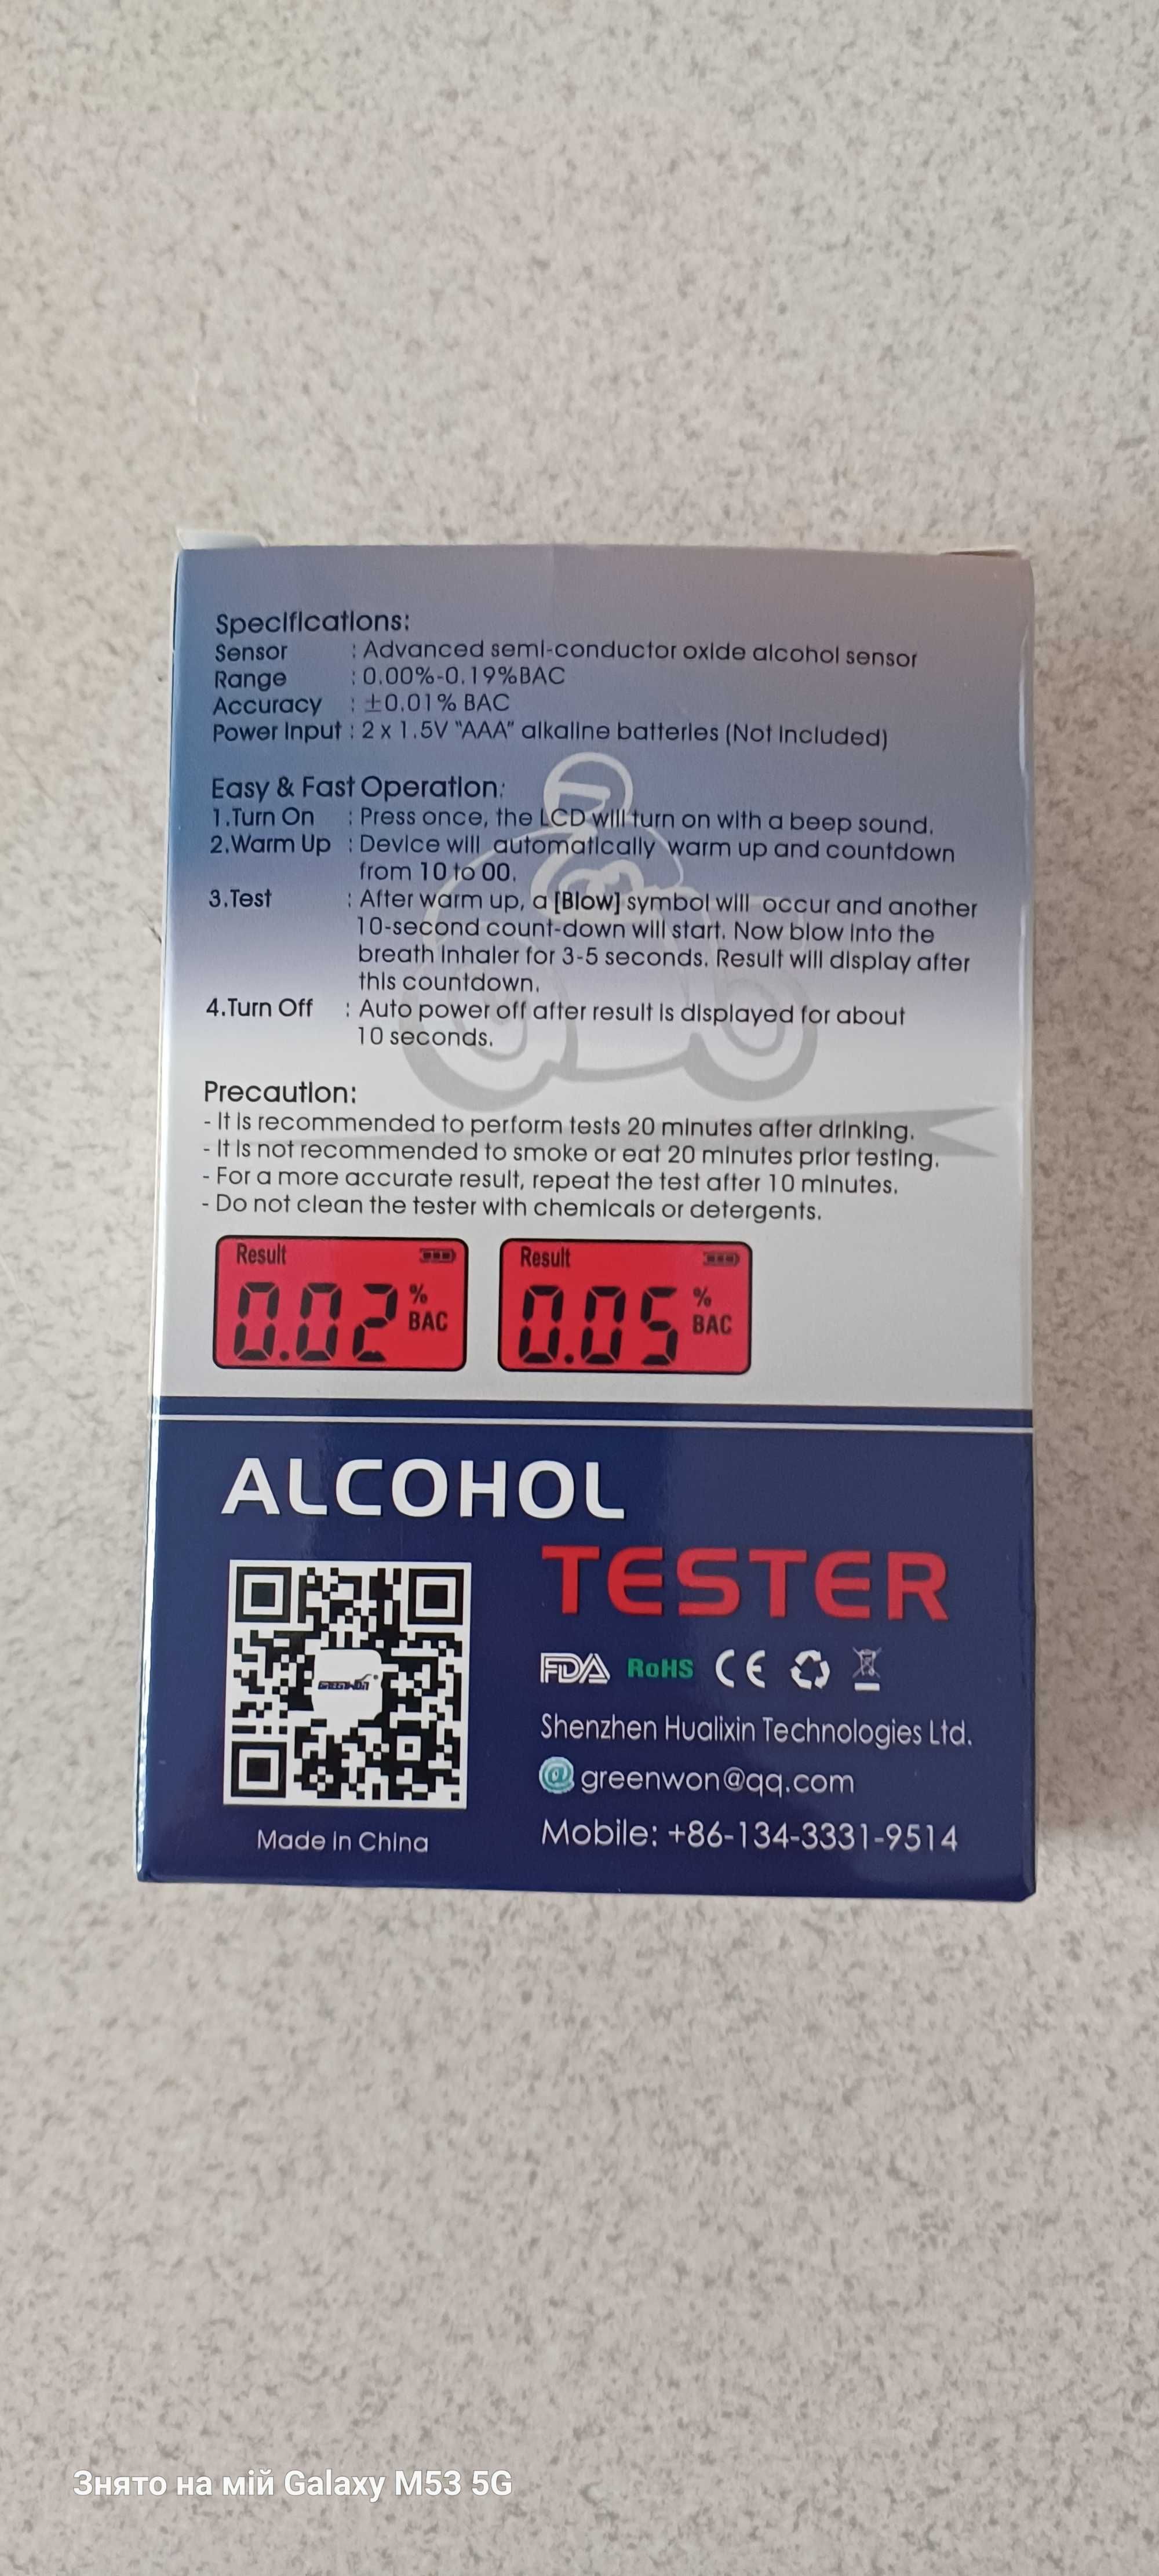 Specifications:
Sensor : Advanced semi-conductor oxide alcohol sensor
Range : 0.00%-0.19%BAC
Accuracy : ±0.01% BAC
Power Input : 2 x 1.5V "AAA" alkaline batteries (Not Included)
Easy & Fast Operation:
1.Turn On : Press once, the LCD will turn on with a beep sound.
2.Warm Up : Device will automatically warm up and countdown
from 10 to 00.
3.Test : After warm up, a [Blow] symbol will occur and another
10-second count-down will start. Now blow into the
breath inhaler for 3-5 seconds. Result will display after
this countdown.
4.Turn Off : Auto power off after result is displayed for about
10 seconds.
Precaution:
- It is recommended to perform tests 20 minutes after drinking.
- It is not recommended to smoke or eat 20 minutes prior testing.
- For a more accurate result, repeat the test after 10 minutes.
- Do not clean the tester with chemicals or detergents.
Result
0.02 % BAC
Result
0.05 % BAC
ALCOHOL
TESTER
FDA RoHS CE
Shenzhen Hualixin Technologies Ltd.
@ greenwon@qq.com
Mobile: +86-134-3331-9514
Made in China
Знято на мій Galaxy M53 5G